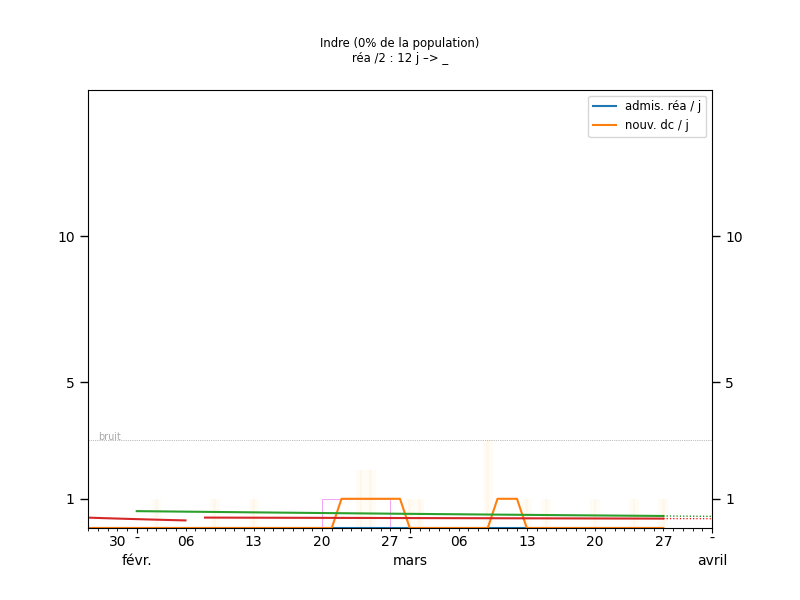 Indre (0% de la population)
réa /2 : 12 j –> _
admis. réa / j
nouv. dc / j
10 10
5 5
bruit
1 1
30 - 06 13 20 27 - 06 13 20 27 -
févr. mars avril